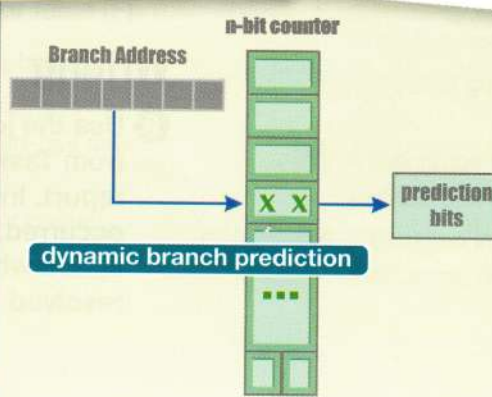 n-bit counter
Branch Address
X X
prediction
bits
dynamic branch prediction
...